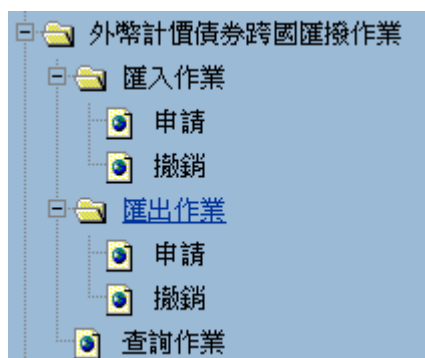 外幣計價債券跨國匯撥作業
匯入作業
申請
撤銷
匯出作業
申請
撤銷
查詢作業